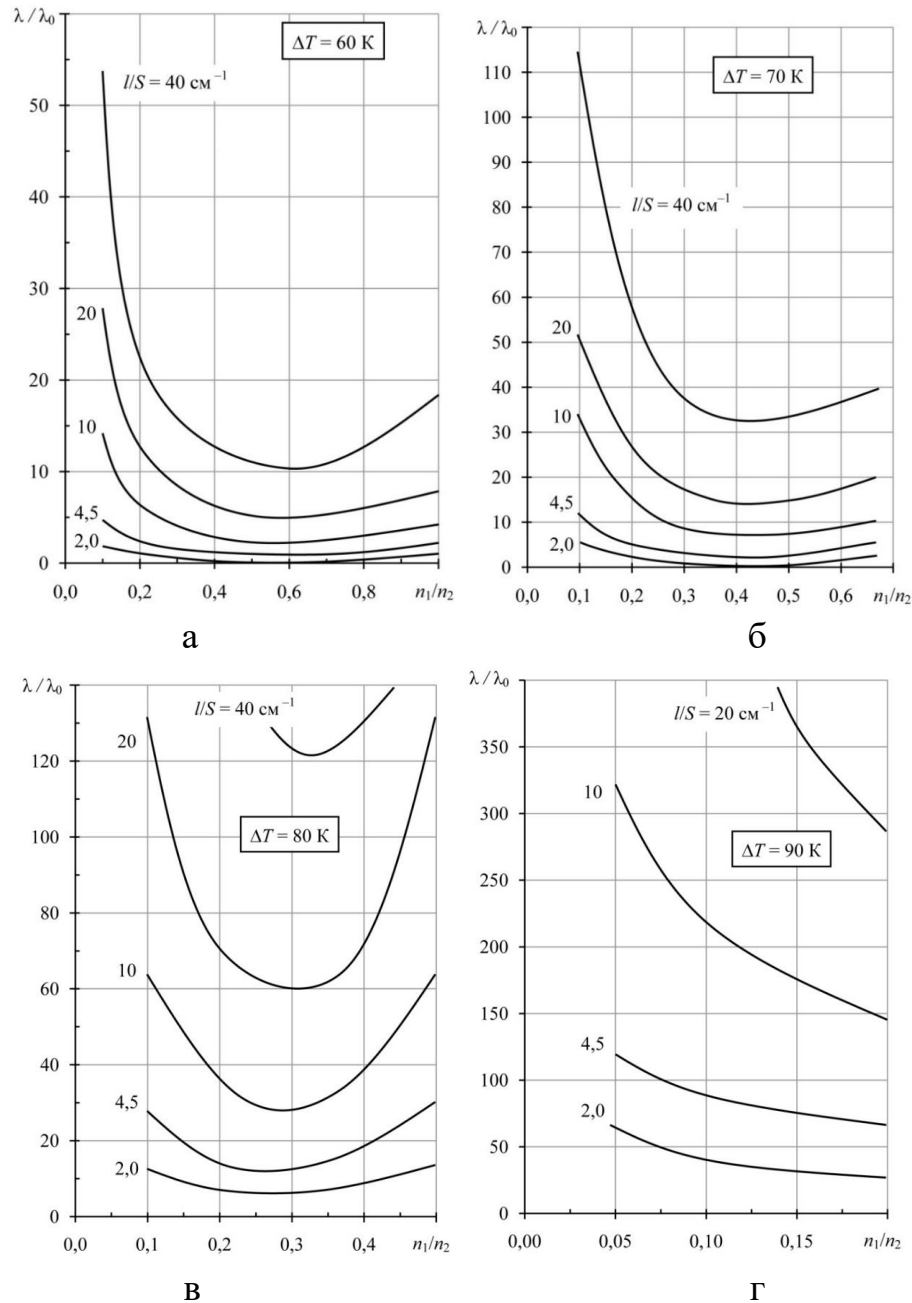 λ / λ₀
ΔT = 60 К
l/S = 40 см⁻¹
50
40
30
20
20
10
10
4,5
2,0
0
0,0 0,2 0,4 0,6 0,8 n₁/n₂
а
λ / λ₀
ΔT = 70 К
110
100
90
80
l/S = 40 см⁻¹
70
60
50
20
40
10
30
20
4,5
10
2,0
0
0,0 0,1 0,2 0,3 0,4 0,5 0,6 n₁/n₂
б
λ / λ₀
l/S = 40 см⁻¹
20
120
ΔT = 80 К
100
80
10
60
40
4,5
20
2,0
0
0,0 0,1 0,2 0,3 0,4 n₁/n₂
в
λ / λ₀
l/S = 20 см⁻¹
350
10
300
ΔT = 90 К
250
200
150
4,5
100
2,0
50
0
0,00 0,05 0,10 0,15 n₁/n₂
г